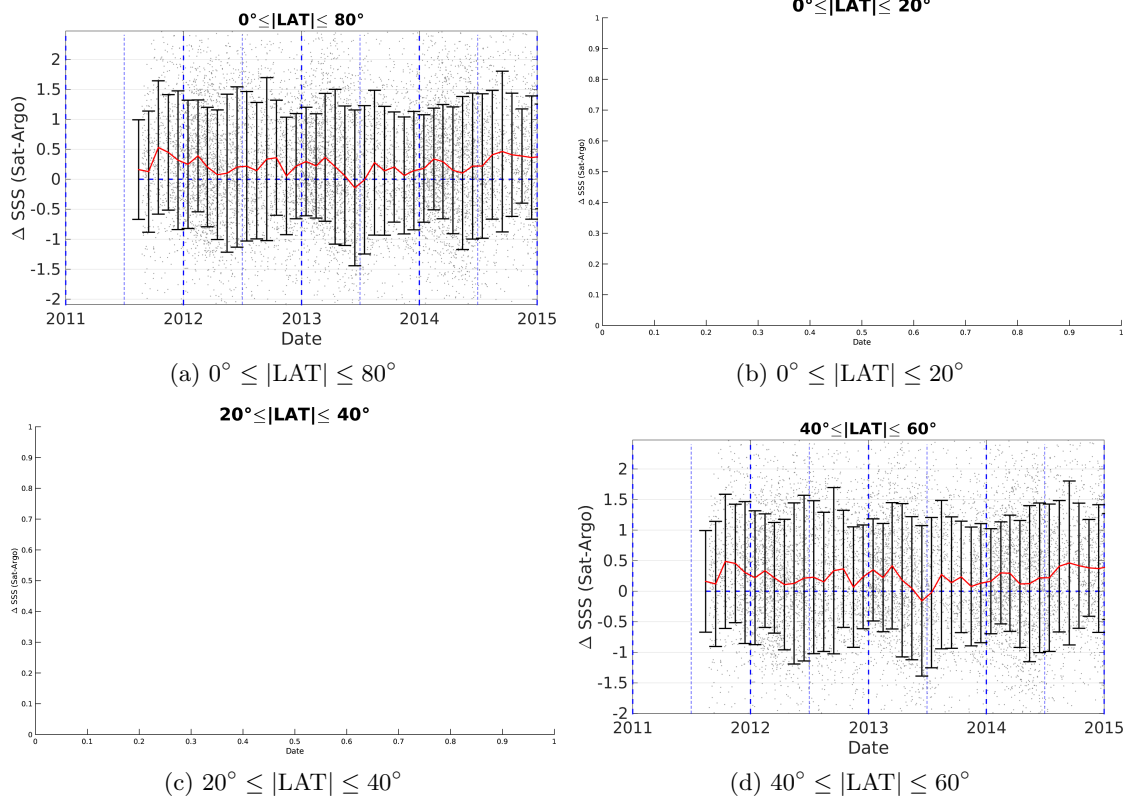 0°≤|LAT|≤ 80°
2
1.5
1
0.5
0
-0.5
-1
-1.5
-2
Δ SSS (Sat-Argo)
2011 2012 2013 2014 2015
Date
(a) 0° ≤ |LAT| ≤ 80°
0°≤|LAT|≤ 20°
1
0.9
0.8
0.7
0.6
0.5
0.4
0.3
0.2
0.1
0
Δ SSS (Sat-Argo)
0 0.1 0.2 0.3 0.4 0.5 0.6 0.7 0.8 0.9 1
Date
(b) 0° ≤ |LAT| ≤ 20°
20°≤|LAT|≤ 40°
1
0.9
0.8
0.7
0.6
0.5
0.4
0.3
0.2
0.1
0
Δ SSS (Sat-Argo)
0 0.1 0.2 0.3 0.4 0.5 0.6 0.7 0.8 0.9 1
Date
(c) 20° ≤ |LAT| ≤ 40°
40°≤|LAT|≤ 60°
2
1.5
1
0.5
0
-0.5
-1
-1.5
-2
Δ SSS (Sat-Argo)
2011 2012 2013 2014 2015
Date
(d) 40° ≤ |LAT| ≤ 60°